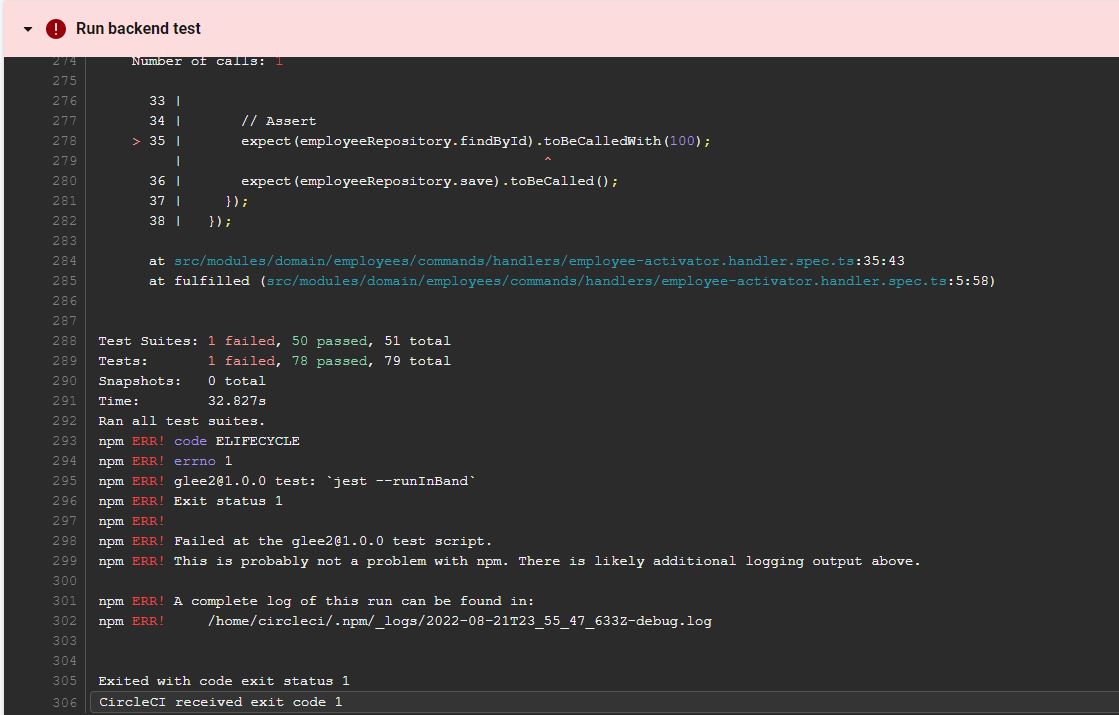 Run backend test
274 Number of calls: 1
275
276 33 |
277 34 | // Assert
278 > 35 | expect(employeeRepository.findById).toBeCalledWith(100);
279 | ^
280 36 | expect(employeeRepository.save).toBeCalled();
281 37 | });
282 38 | });
283
284 at src/modules/domain/employees/commands/handlers/employee-activator.handler.spec.ts:35:43
285 at fulfilled (src/modules/domain/employees/commands/handlers/employee-activator.handler.spec.ts:5:58)
286
287
288 Test Suites: 1 failed, 50 passed, 51 total
289 Tests: 1 failed, 78 passed, 79 total
290 Snapshots: 0 total
291 Time: 32.827s
292 Ran all test suites.
293 npm ERR! code ELIFECYCLE
294 npm ERR! errno 1
295 npm ERR! glee2@1.0.0 test: `jest --runInBand`
296 npm ERR! Exit status 1
297 npm ERR!
298 npm ERR! Failed at the glee2@1.0.0 test script.
299 npm ERR! This is probably not a problem with npm. There is likely additional logging output above.
300
301 npm ERR! A complete log of this run can be found in:
302 npm ERR! /home/circleci/.npm/_logs/2022-08-21T23_55_47_633Z-debug.log
303
304
305 Exited with code exit status 1
306 CircleCI received exit code 1